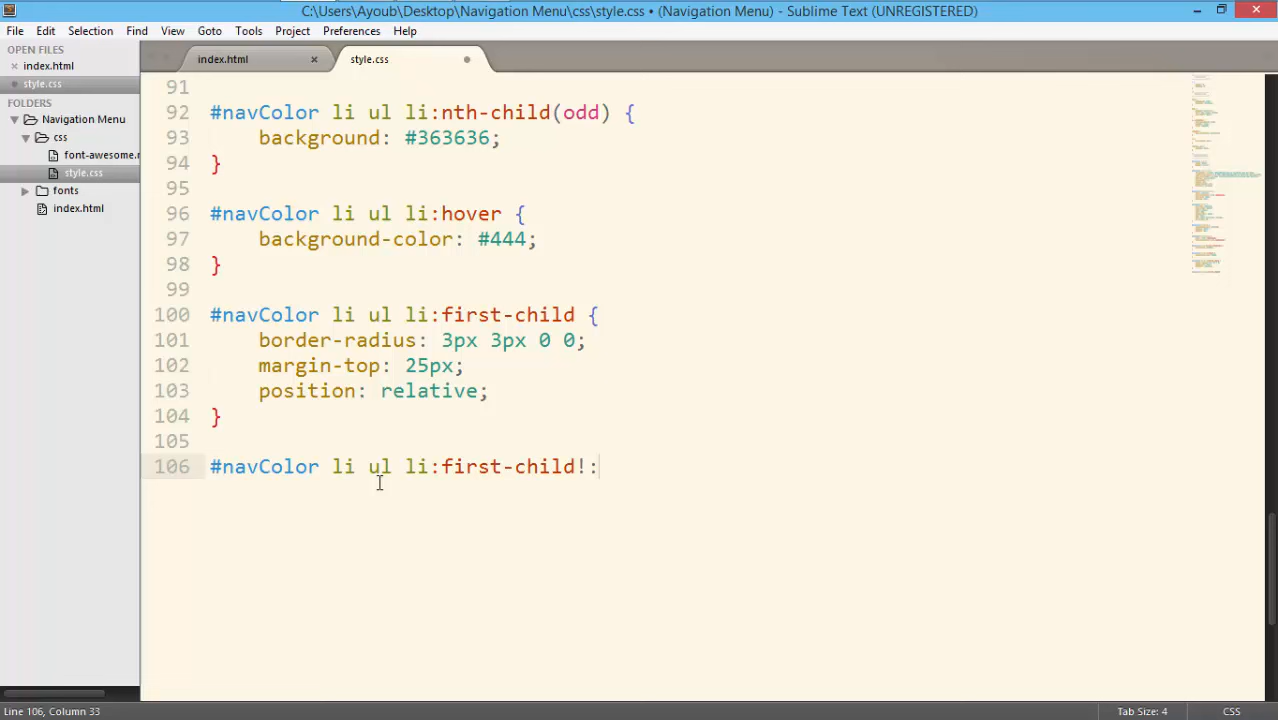 C:\Users\Ayoub\Desktop\Navigation Menu\css\style.css • (Navigation Menu) - Sublime Text (UNREGISTERED)
File Edit Selection Find View Goto Tools Project Preferences Help
OPEN FILES
index.html
style.css
FOLDERS
Navigation Menu
css
font-awesome.m
style.css
fonts
index.html
index.html
style.css
91
92 #navColor li ul li:nth-child(odd) {
93 background: #363636;
94 }
95
96 #navColor li ul li:hover {
97 background-color: #444;
98 }
99
100 #navColor li ul li:first-child {
101 border-radius: 3px 3px 0 0;
102 margin-top: 25px;
103 position: relative;
104 }
105
106 #navColor li ul li:first-child!:
Line 106, Column 33
Tab Size: 4
CSS